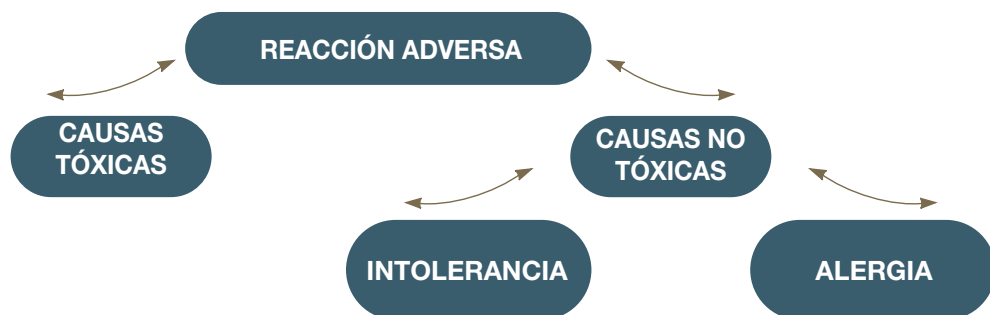 REACCIÓN ADVERSA
CAUSAS
TÓXICAS
CAUSAS NO
TÓXICAS
INTOLERANCIA
ALERGIA